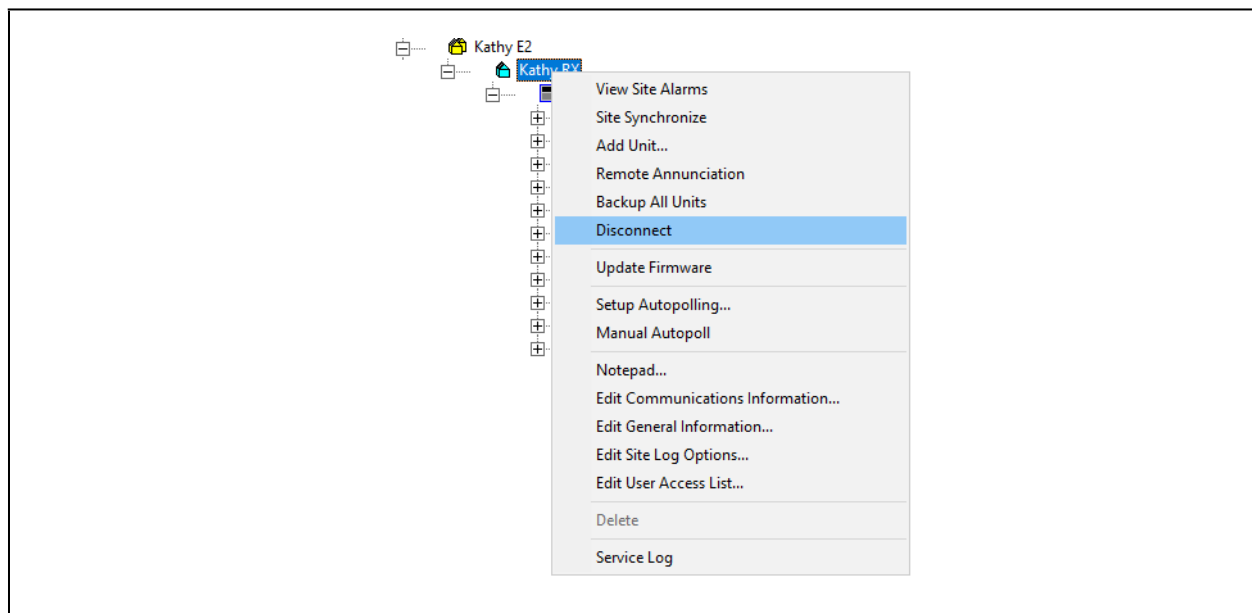 Kathy E2
Kathy RX
View Site Alarms
Site Synchronize
Add Unit...
Remote Annunciation
Backup All Units
Disconnect
Update Firmware
Setup Autopolling...
Manual Autopoll
Notepad...
Edit Communications Information...
Edit General Information...
Edit Site Log Options...
Edit User Access List...
Delete
Service Log